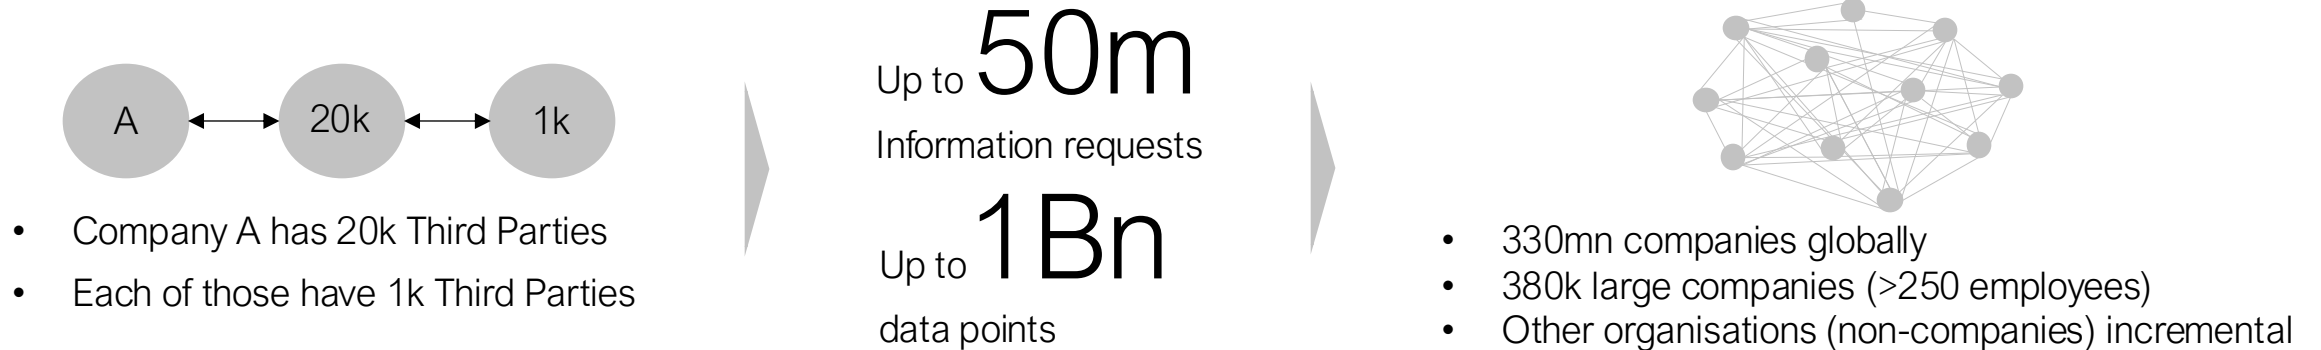 A
20k
1k
• Company A has 20k Third Parties
• Each of those have 1k Third Parties
Up to 50m
Information requests
Up to 1Bn
data points
• 330mn companies globally
• 380k large companies (>250 employees)
• Other organisations (non-companies) incremental